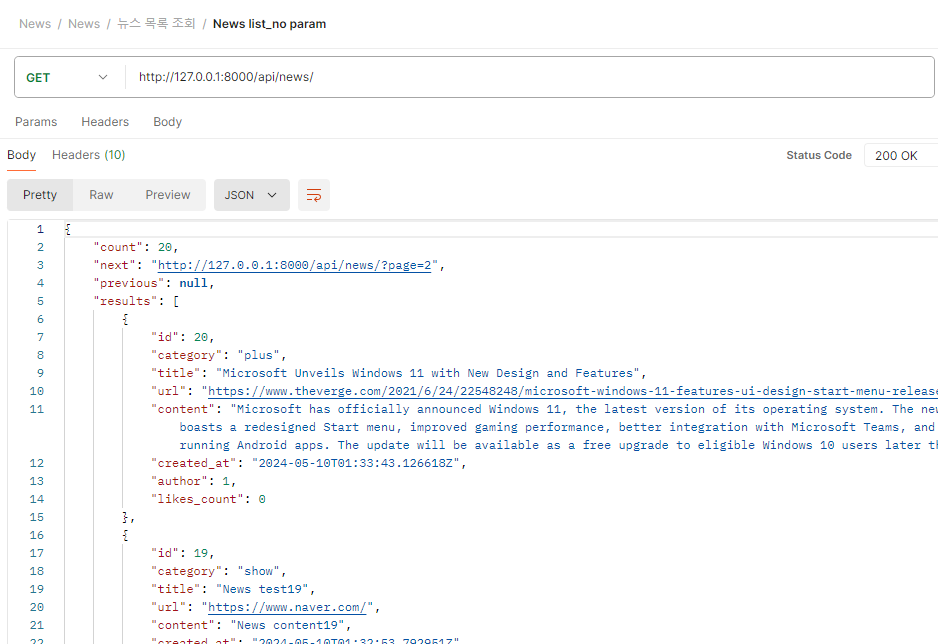 News / News / 뉴스 목록 조회 / News list_no param
GET http://127.0.0.1:8000/api/news/
Params Headers Body
Body Headers (10) Status Code 200 OK
Pretty Raw Preview JSON
1 {
2 "count": 20,
3 "next": "http://127.0.0.1:8000/api/news/?page=2",
4 "previous": null,
5 "results": [
6 {
7 "id": 20,
8 "category": "plus",
9 "title": "Microsoft Unveils Windows 11 with New Design and Features",
10 "url": "https://www.theverge.com/2021/6/24/22548248/microsoft-windows-11-features-ui-design-start-menu-release
11 "content": "Microsoft has officially announced Windows 11, the latest version of its operating system. The new
boasts a redesigned Start menu, improved gaming performance, better integration with Microsoft Teams, and
running Android apps. The update will be available as a free upgrade to eligible Windows 10 users later th
12 "created_at": "2024-05-10T01:33:43.126618Z",
13 "author": 1,
14 "likes_count": 0
15 },
16 {
17 "id": 19,
18 "category": "show",
19 "title": "News test19",
20 "url": "https://www.naver.com/",
21 "content": "News content19",
22 "created_at": "2024-05-10T01:32:53.792951Z"